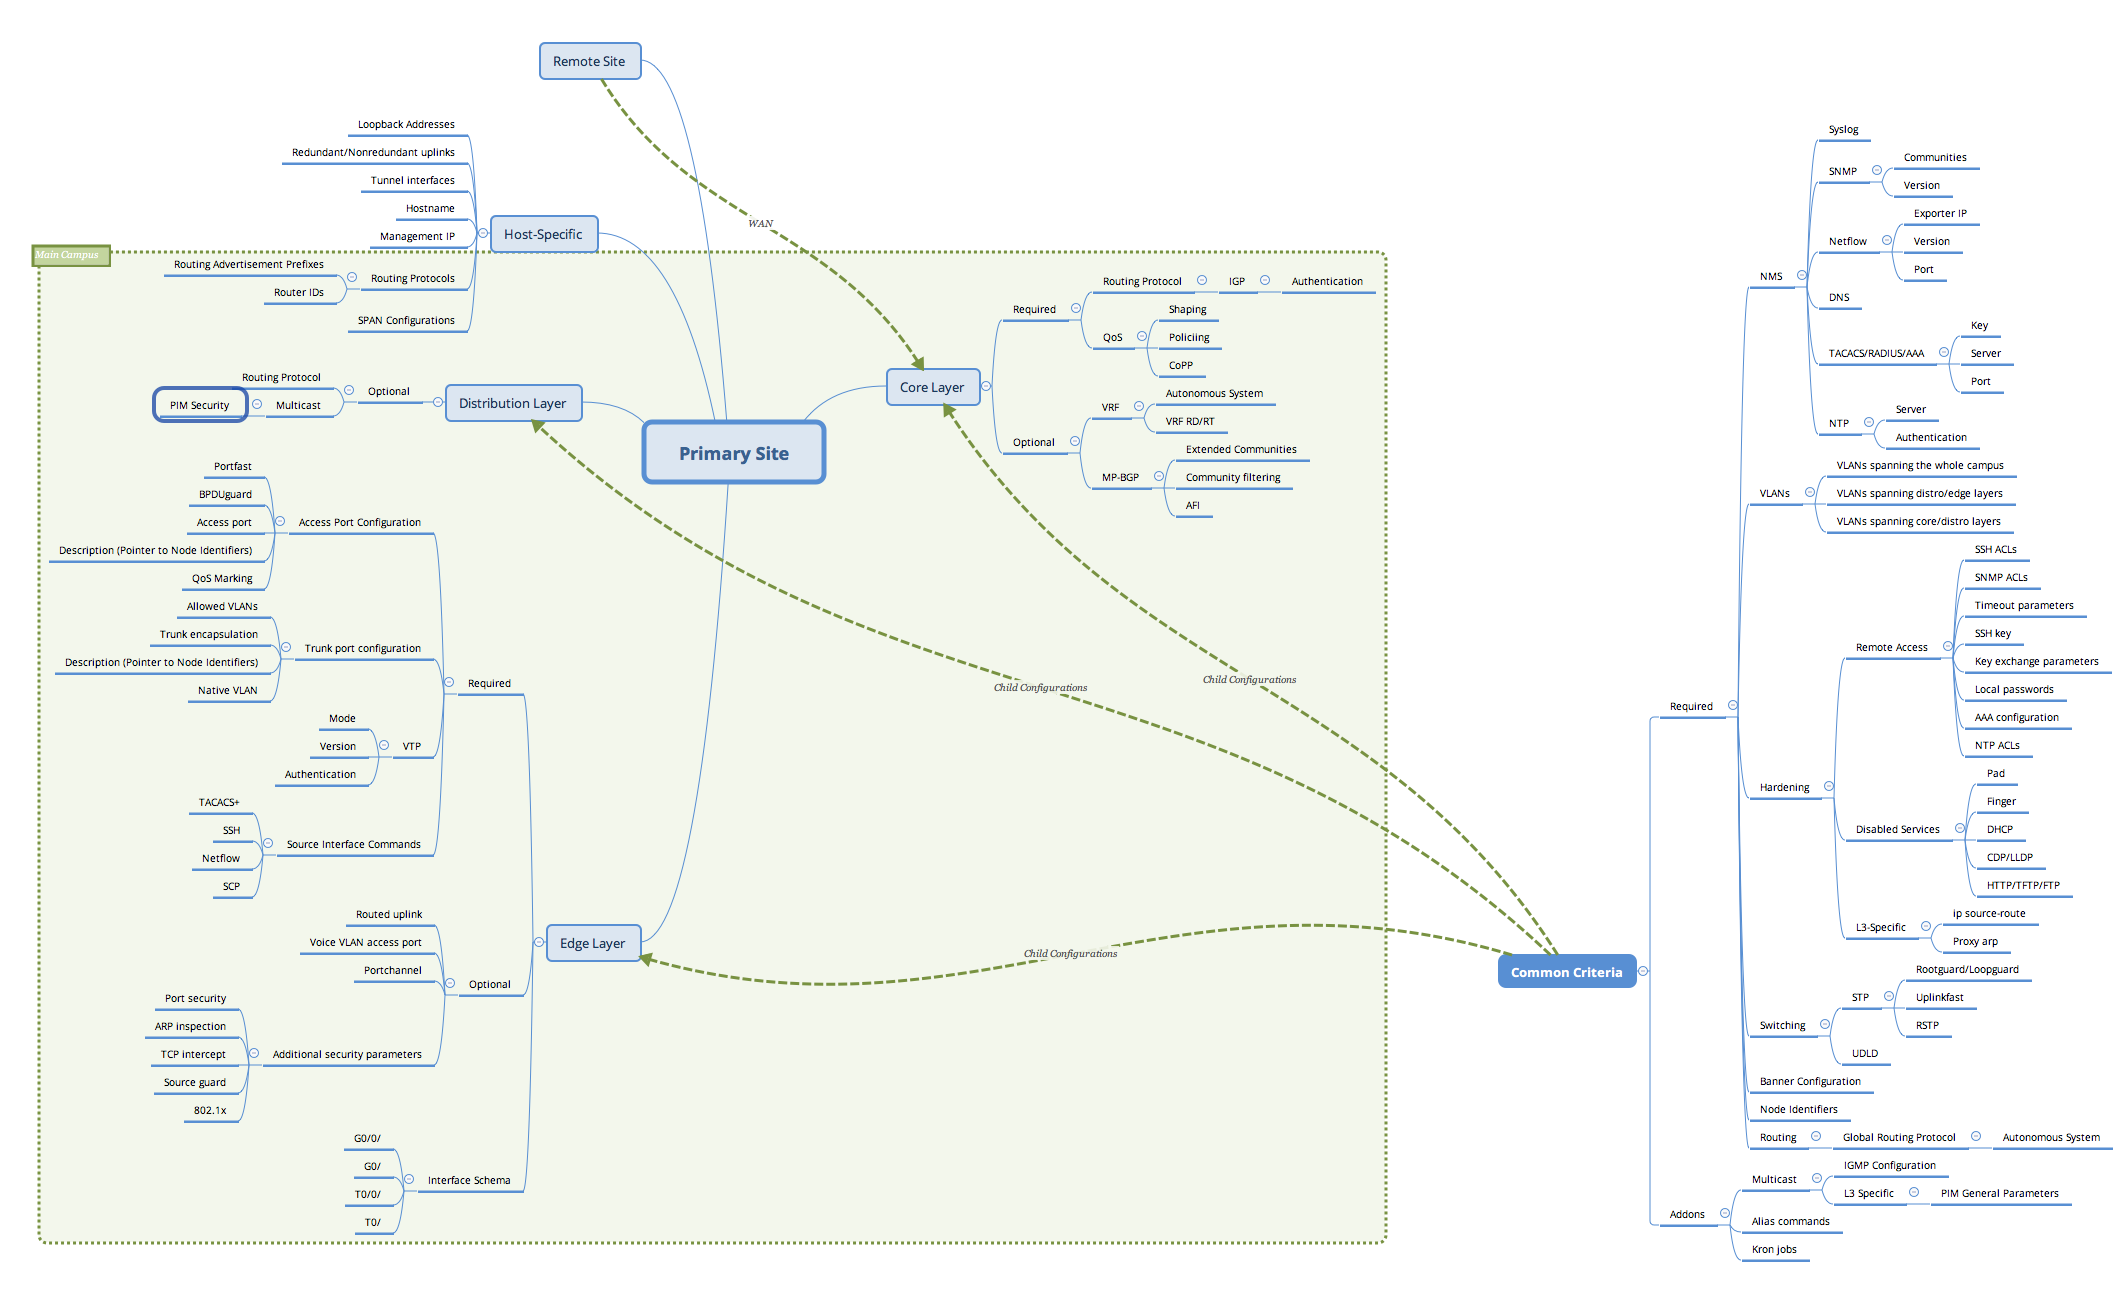 Remote Site
WAN
Main Campus
Primary Site
Host-Specific
Loopback Addresses
Redundant/Nonredundant uplinks
Tunnel interfaces
Hostname
Management IP
Routing Protocols
Routing Advertisement Prefixes
Router IDs
SPAN Configurations
Distribution Layer
Optional
Routing Protocol
Multicast
PIM Security
Core Layer
Required
Routing Protocol
IGP
Authentication
QoS
Shaping
Policiing
CoPP
Optional
VRF
Autonomous System
VRF RD/RT
MP-BGP
Extended Communities
Community filtering
AFI
Edge Layer
Required
Access Port Configuration
Portfast
BPDUguard
Access port
Description (Pointer to Node Identifiers)
QoS Marking
Trunk port configuration
Allowed VLANs
Trunk encapsulation
Description (Pointer to Node Identifiers)
Native VLAN
VTP
Mode
Version
Authentication
Source Interface Commands
TACACS+
SSH
Netflow
SCP
Optional
Routed uplink
Voice VLAN access port
Portchannel
Additional security parameters
Port security
ARP inspection
TCP intercept
Source guard
802.1x
Interface Schema
G0/0/
G0/
T0/0/
T0/
Child Configurations
Child Configurations
Child Configurations
Common Criteria
Required
NMS
Syslog
SNMP
Communities
Version
Netflow
Exporter IP
Version
Port
DNS
TACACS/RADIUS/AAA
Key
Server
Port
NTP
Server
Authentication
VLANs
VLANs spanning the whole campus
VLANs spanning distro/edge layers
VLANs spanning core/distro layers
Hardening
Remote Access
SSH ACLs
SNMP ACLs
Timeout parameters
SSH key
Key exchange parameters
Local passwords
AAA configuration
NTP ACLs
Disabled Services
Pad
Finger
DHCP
CDP/LLDP
HTTP/TFTP/FTP
L3-Specific
ip source-route
Proxy arp
Switching
STP
Rootguard/Loopguard
Uplinkfast
RSTP
UDLD
Banner Configuration
Node Identifiers
Routing
Global Routing Protocol
Autonomous System
Addons
Multicast
IGMP Configuration
L3 Specific
PIM General Parameters
Alias commands
Kron jobs